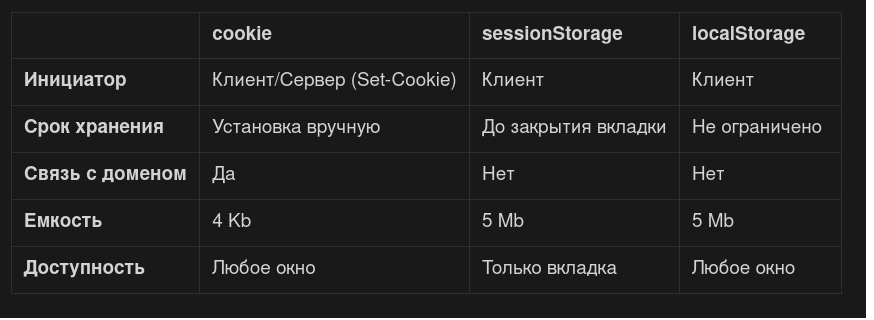 cookie sessionStorage localStorage
Инициатор Клиент/Сервер (Set-Cookie) Клиент Клиент
Срок хранения Установка вручную До закрытия вкладки Не ограничено
Связь с доменом Да Нет Нет
Емкость 4 Kb 5 Mb 5 Mb
Доступность Любое окно Только вкладка Любое окно